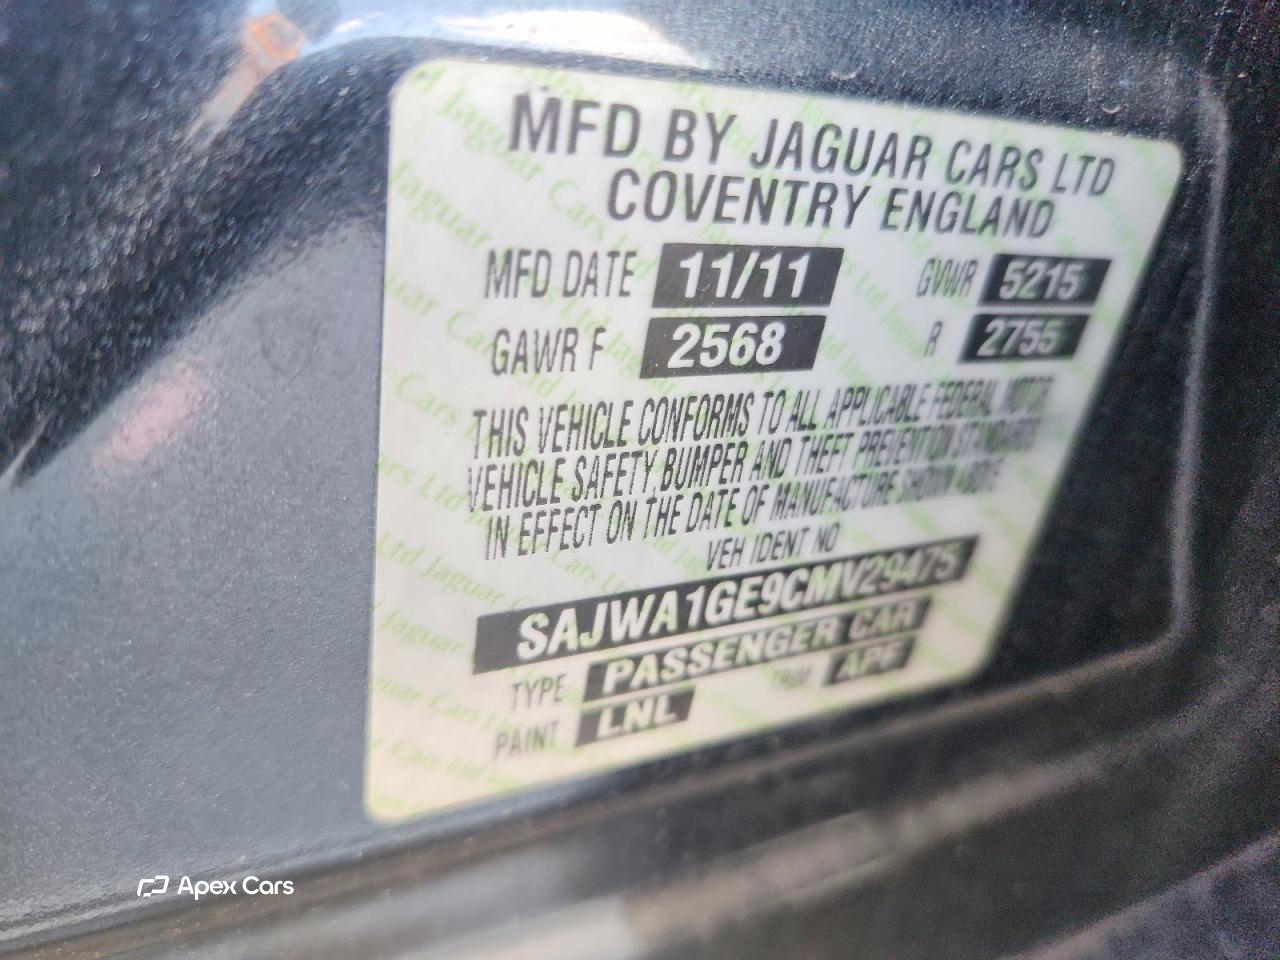 MFD BY JAGUAR CARS LTD
COVENTRY ENGLAND
MFD DATE 11/11 GVWR 5215
GAWR F 2568 R 2755
THIS VEHICLE CONFORMS TO ALL APPLICABLE FEDERAL MOTOR
VEHICLE SAFETY, BUMPER AND THEFT PREVENTION STANDARDS
IN EFFECT ON THE DATE OF MANUFACTURE SHOWN ABOVE
VEH IDENT NO
SAJWA1GE9CMV29475
TYPE PASSENGER CAR
PAINT LNL TRIM APF
Apex Cars